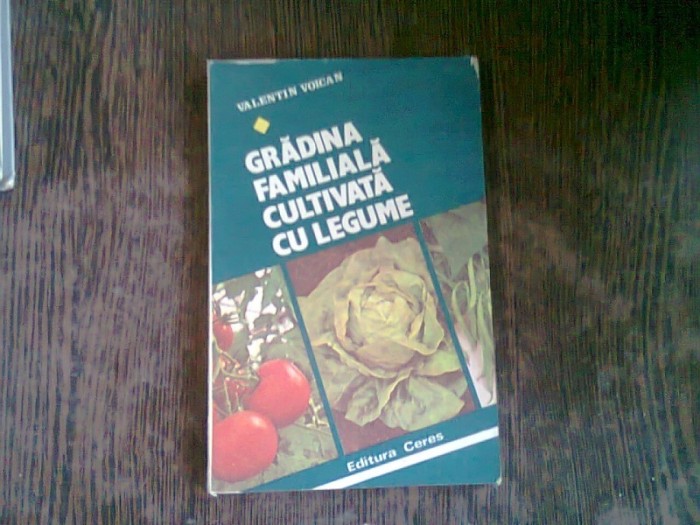 VALENTIN VOICAN
GRĂDINA
FAMILIALĂ
CULTIVATĂ
CU LEGUME
Editura Ceres